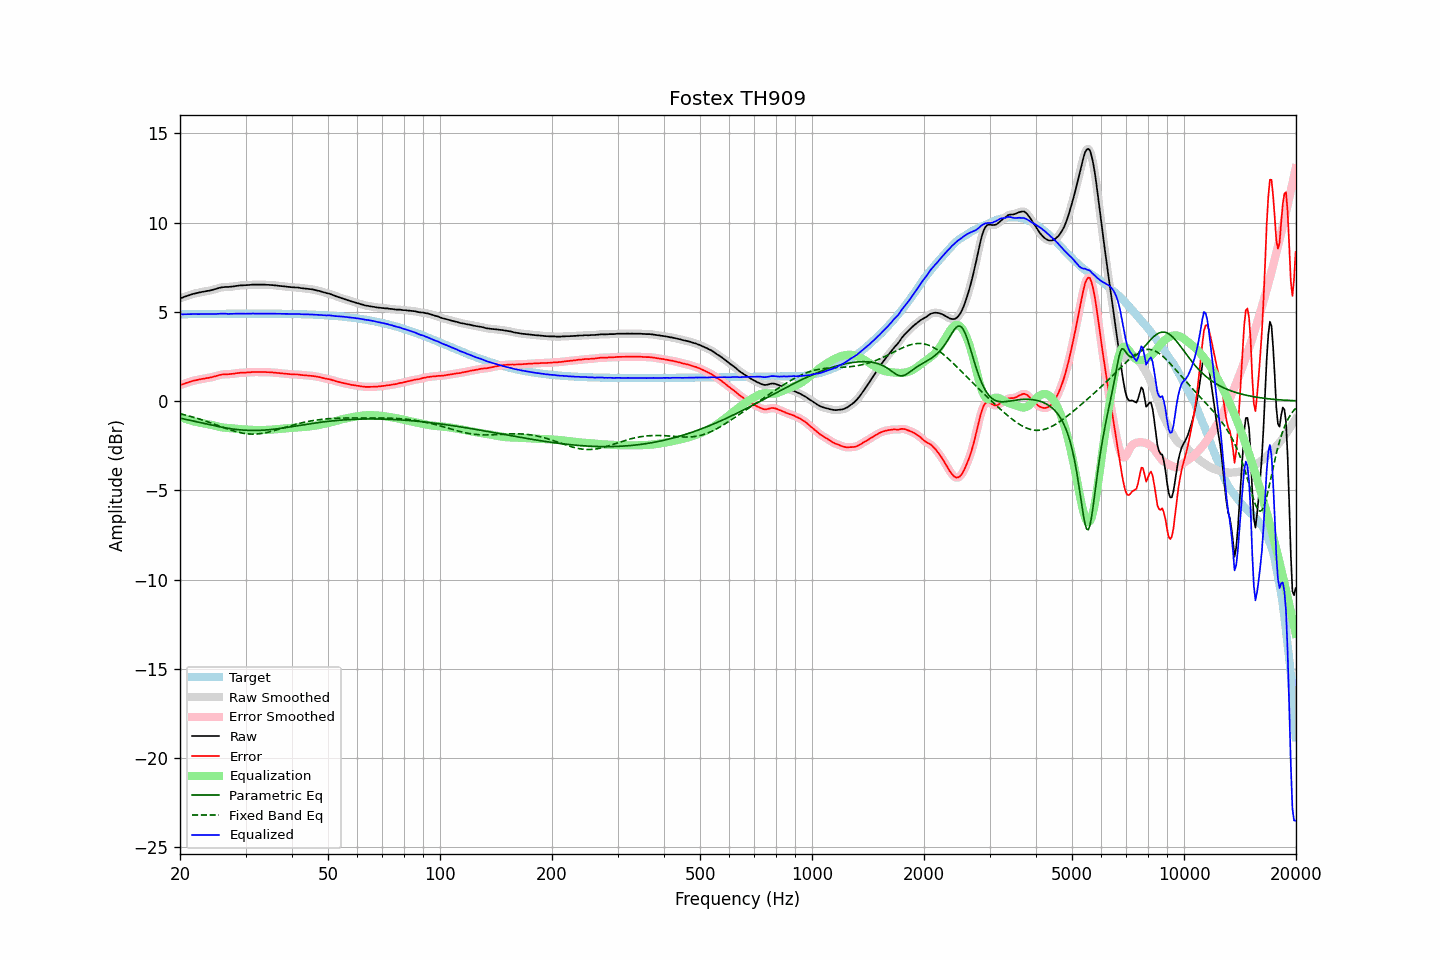 Fostex TH909
Amplitude (dBr)
15
10
5
0
−5
−10
−15
−20
−25
Target
Raw Smoothed
Error Smoothed
Raw
Error
Equalization
Parametric Eq
Fixed Band Eq
Equalized
20
50
100
200
500
1000
2000
5000
10000
20000
Frequency (Hz)